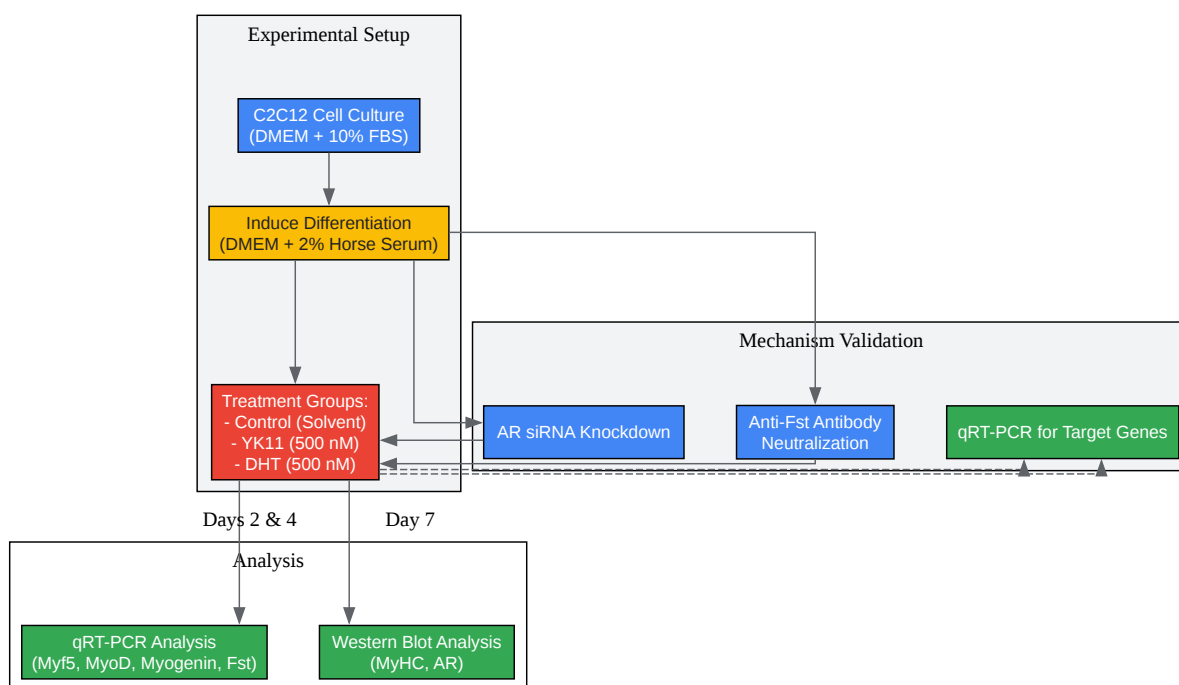 Experimental Setup
C2C12 Cell Culture
(DMEM + 10% FBS)
Induce Differentiation
(DMEM + 2% Horse Serum)
Mechanism Validation
Treatment Groups:
- Control (Solvent)
- YK11 (500 nM)
- DHT (500 nM)
AR siRNA Knockdown
Anti-Fst Antibody
Neutralization
qRT-PCR for Target Genes
Days 2 & 4
Day 7
Analysis
qRT-PCR Analysis
(Myf5, MyoD, Myogenin, Fst)
Western Blot Analysis
(MyHC, AR)